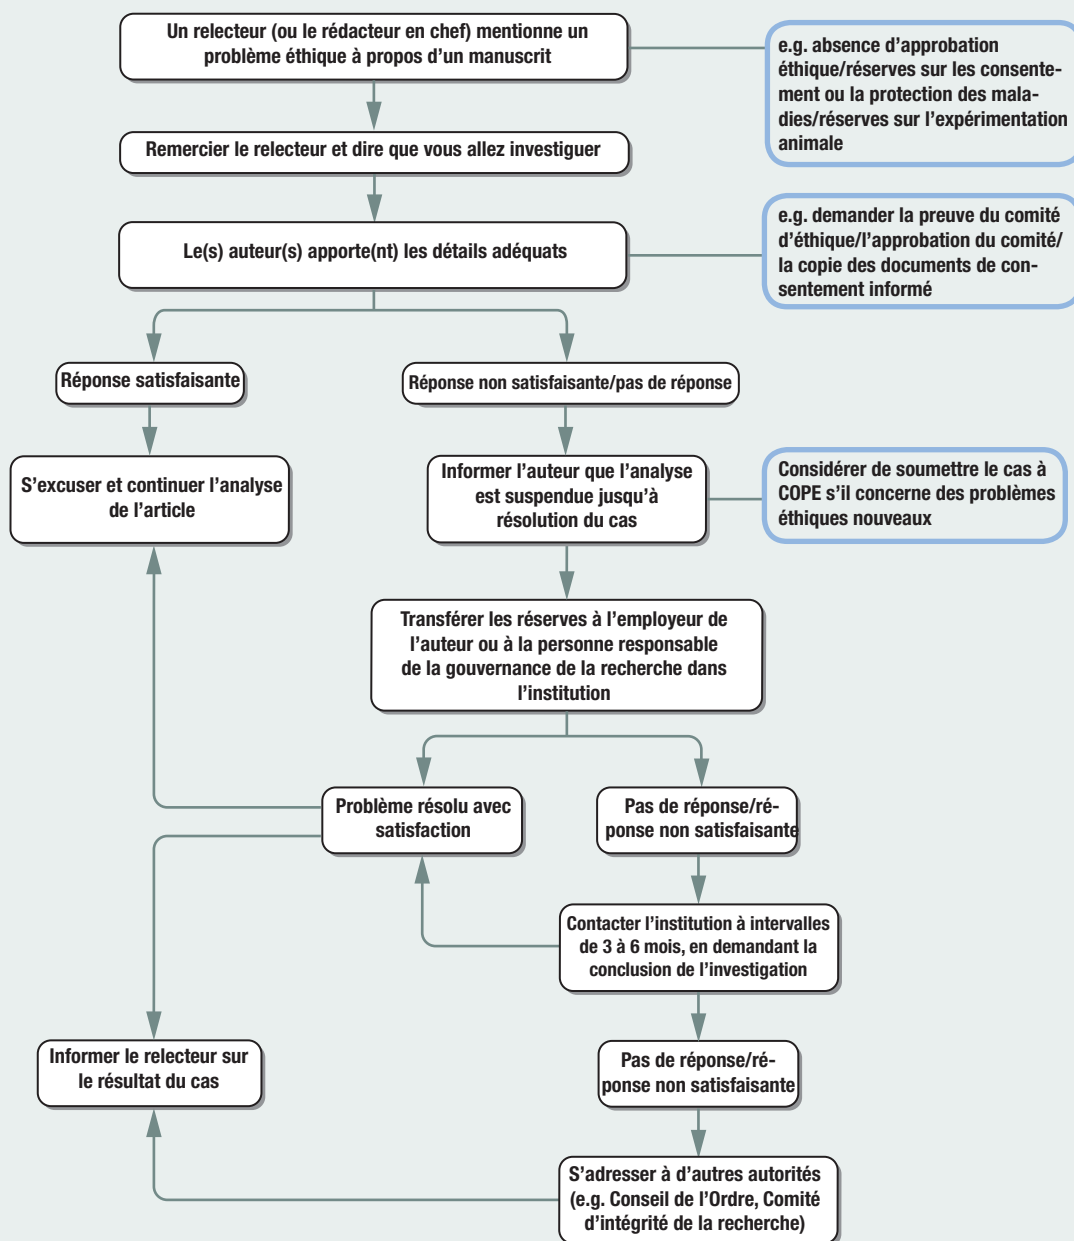 Un relecteur (ou le rédacteur en chef) mentionne un
problème éthique à propos d’un manuscrit
e.g. absence d’approbation
éthique/réserves sur les consente-
ment ou la protection des mala-
dies/réserves sur l’expérimentation
animale
Remercier le relecteur et dire que vous allez investiguer
Le(s) auteur(s) apporte(nt) les détails adéquats
e.g. demander la preuve du comité
d’éthique/l’approbation du comité/
la copie des documents de con-
sentement informé
Réponse satisfaisante
Réponse non satisfaisante/pas de réponse
S’excuser et continuer l’analyse
de l’article
Informer l’auteur que l’analyse
est suspendue jusqu’à
résolution du cas
Considérer de soumettre le cas à
COPE s’il concerne des problèmes
éthiques nouveaux
Transférer les réserves à l’employeur de
l’auteur ou à la personne responsable
de la gouvernance de la recherche dans
l’institution
Problème résolu avec
satisfaction
Pas de réponse/ré-
ponse non satisfaisante
Contacter l’institution à intervalles
de 3 à 6 mois, en demandant la
conclusion de l’investigation
Informer le relecteur sur
le résultat du cas
Pas de réponse/ré-
ponse non satisfaisante
S’adresser à d’autres autorités
(e.g. Conseil de l’Ordre, Comité
d’intégrité de la recherche)